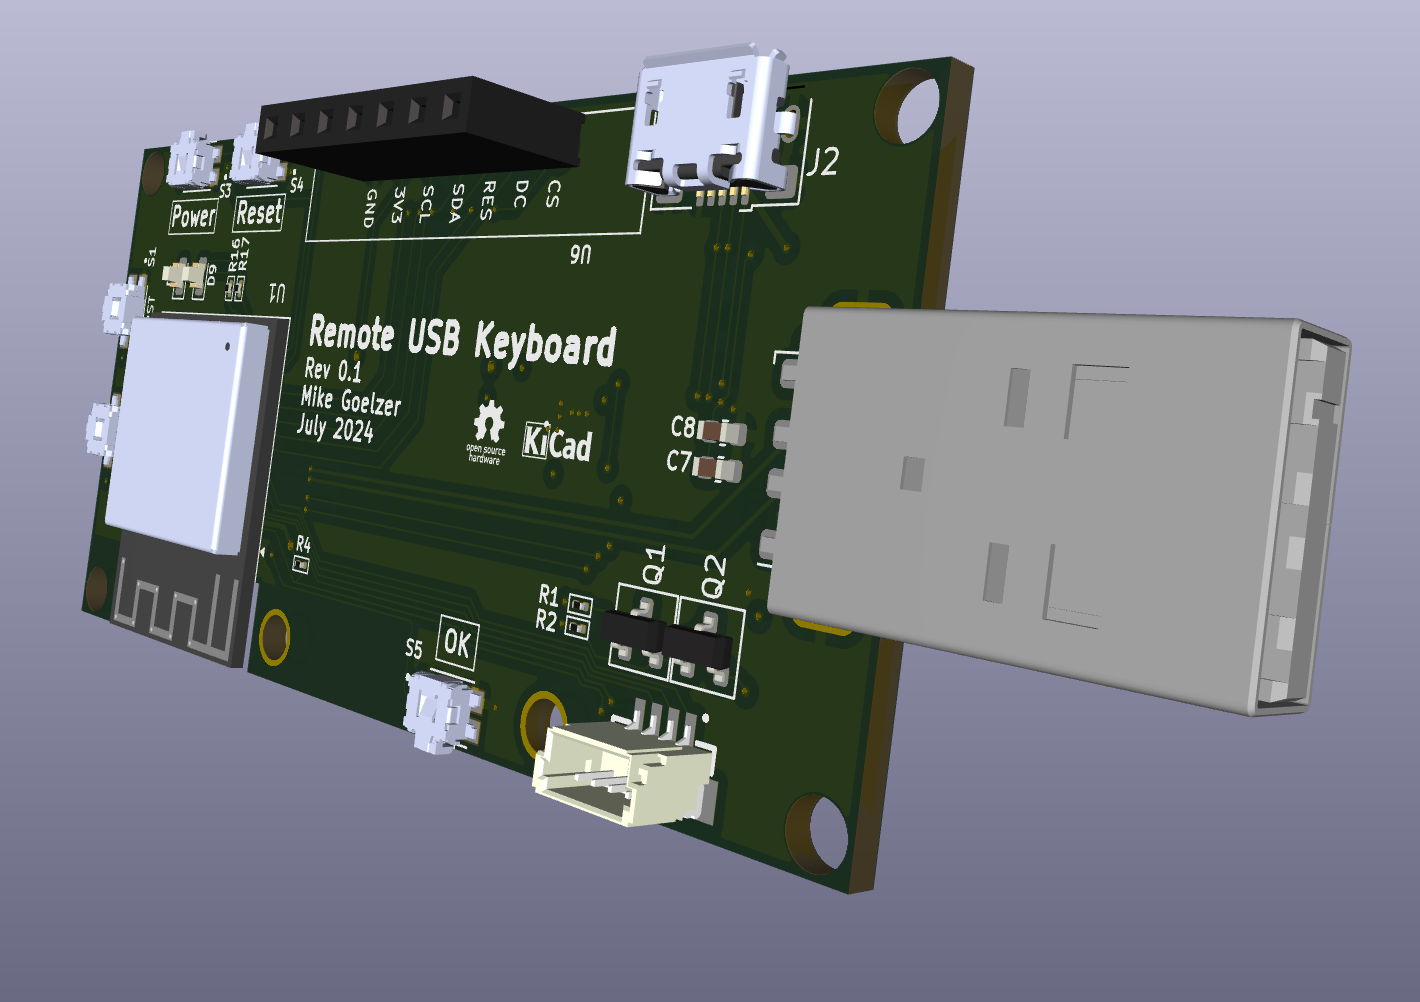 J2
S3
S4
Power
Reset
GND
3V3
SCL
SDA
RES
DC
CS
U6
S1
D9
R16
R17
U1
ST
Remote USB Keyboard
Rev 0.1
Mike Goelzer
July 2024
open source
hardware
KiCad
C8
C7
R4
Q1
Q2
R1
R2
S5
OK